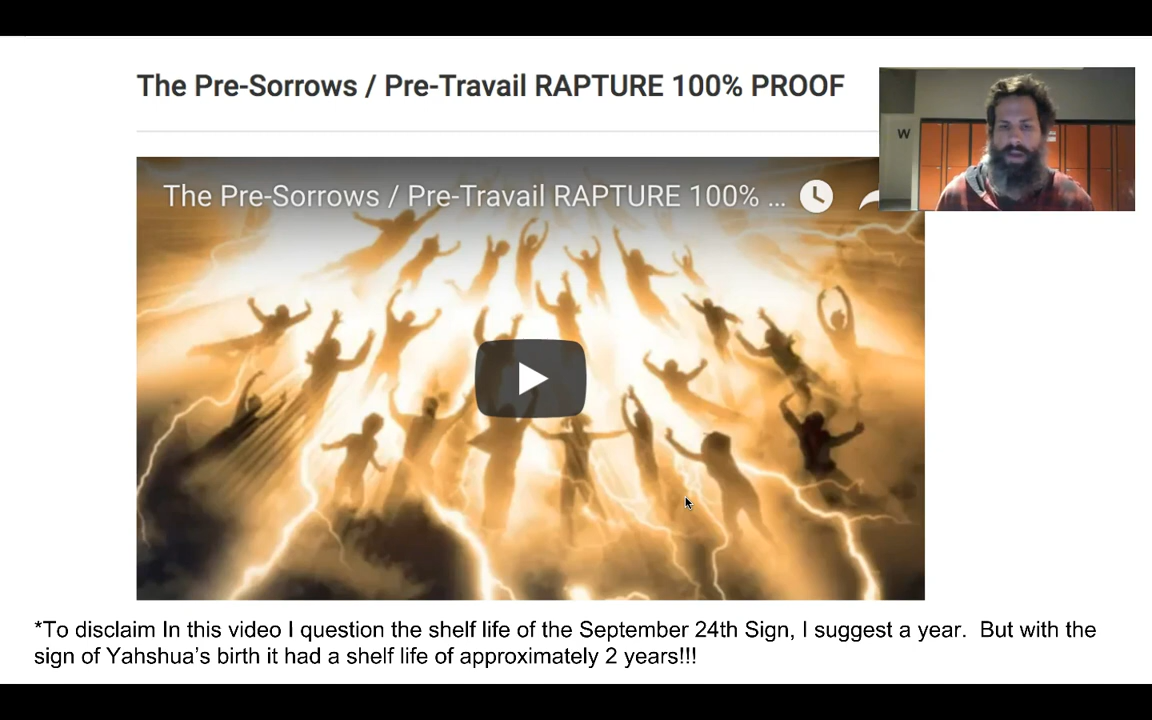 The Pre-Sorrows / Pre-Travail RAPTURE 100% PROOF
W
The Pre-Sorrows / Pre-Travail RAPTURE 100% ...
*To disclaim In this video I question the shelf life of the September 24th Sign, I suggest a year.  But with the
sign of Yahshua's birth it had a shelf life of approximately 2 years!!!